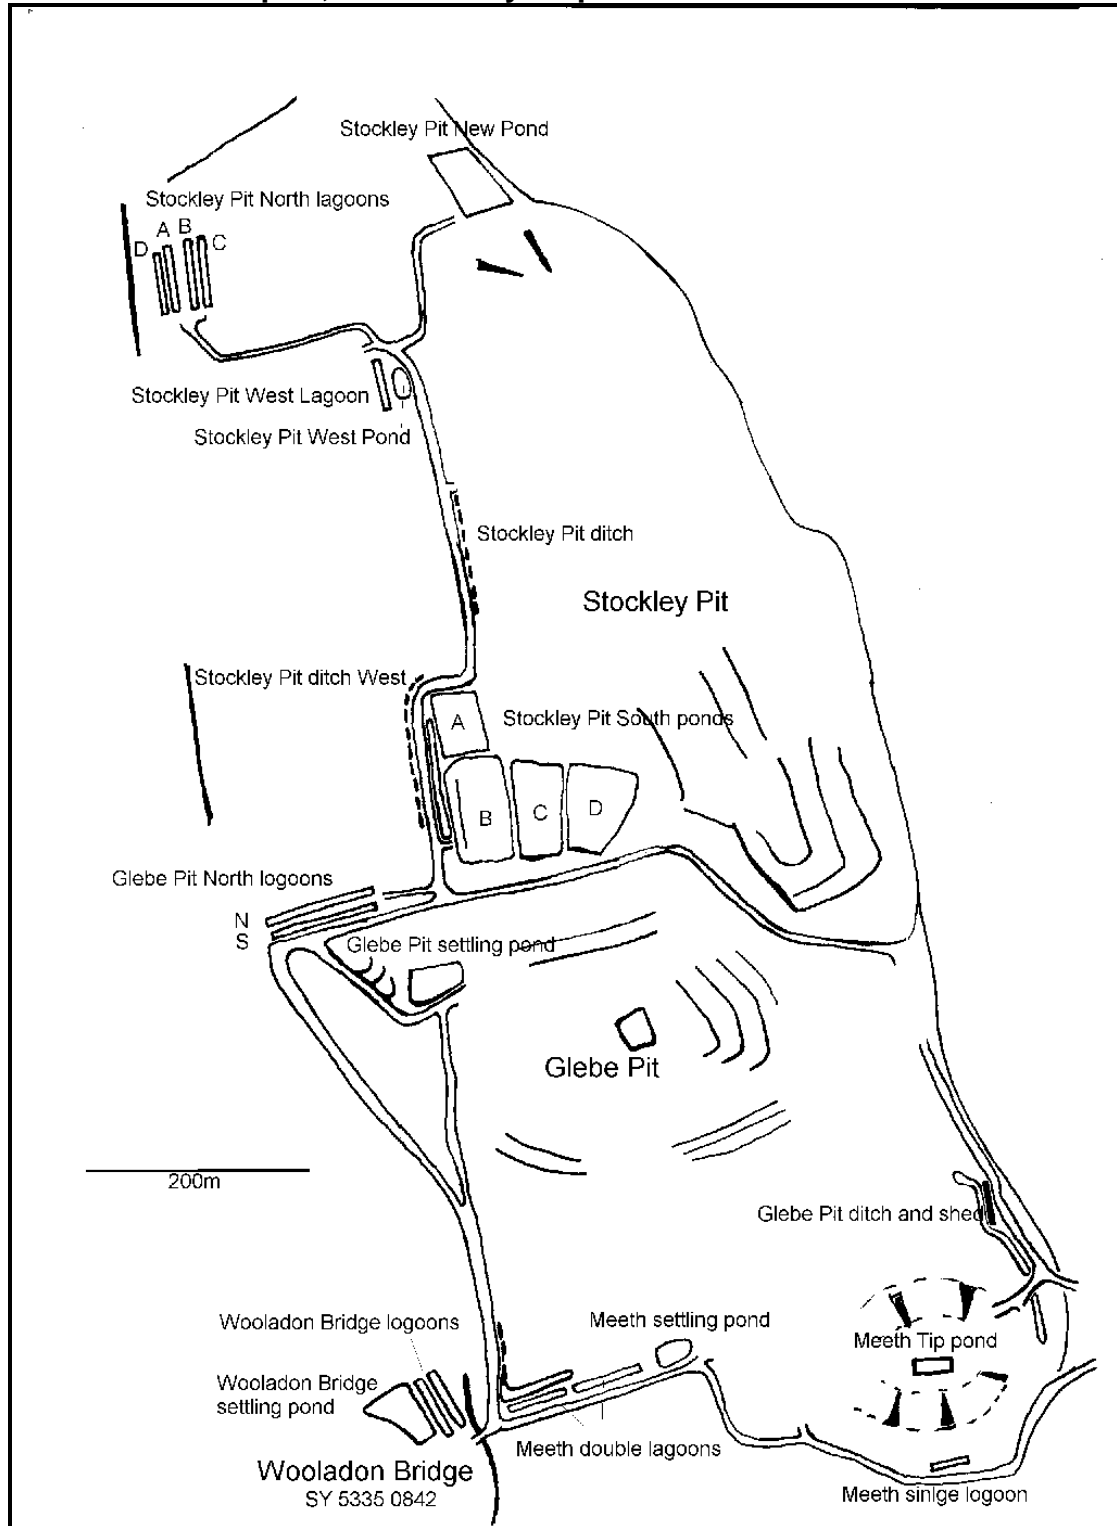 Stockley Pit New Pond
Stockley Pit North lagoons
A B
D C
Stockley Pit West Lagoon
Stockley Pit West Pond
Stockley Pit ditch
Stockley Pit
Stockley Pit ditch West
A
Stockley Pit South ponds
B C D
Glebe Pit North logoons
N
S
Glebe Pit settling pond
Glebe Pit
200m
Glebe Pit ditch and shed
Wooladon Bridge logoons
Meeth settling pond
Meeth Tip pond
Wooladon Bridge
settling pond
Meeth double lagoons
Wooladon Bridge
SY 5335 0842
Meeth sinlge logoon